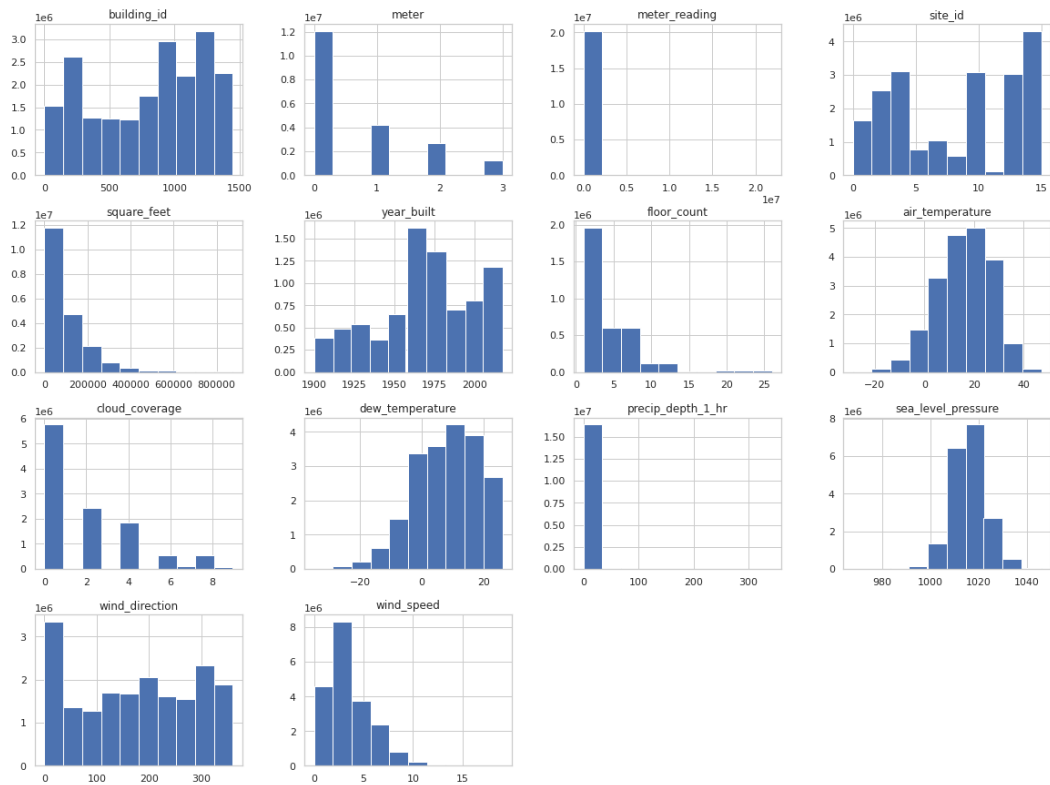 building_id
1e6
3.0
2.5
2.0
1.5
1.0
0.5
0.0
0 500 1000 1500
meter
1e7
1.2
1.0
0.8
0.6
0.4
0.2
0.0
0 1 2 3
meter_reading
1e7
2.0
1.5
1.0
0.5
0.0
0.0 0.5 1.0 1.5 2.0
1e7
site_id
1e6
4
3
2
1
0
0 5 10 15
square_feet
1e7
1.2
1.0
0.8
0.6
0.4
0.2
0.0
0 200000 400000 600000 800000
year_built
1e6
1.50
1.25
1.00
0.75
0.50
0.25
0.00
1900 1925 1950 1975 2000
floor_count
1e6
2.0
1.5
1.0
0.5
0.0
0 5 10 15 20 25
air_temperature
1e6
5
4
3
2
1
0
−20 0 20 40
cloud_coverage
1e6
6
5
4
3
2
1
0
0 2 4 6 8
dew_temperature
1e6
4
3
2
1
0
−20 0 20
precip_depth_1_hr
1e7
1.50
1.25
1.00
0.75
0.50
0.25
0.00
0 100 200 300
sea_level_pressure
1e6
8
6
4
2
0
980 1000 1020 1040
wind_direction
1e6
3
2
1
0
0 100 200 300
wind_speed
1e6
8
6
4
2
0
0 5 10 15